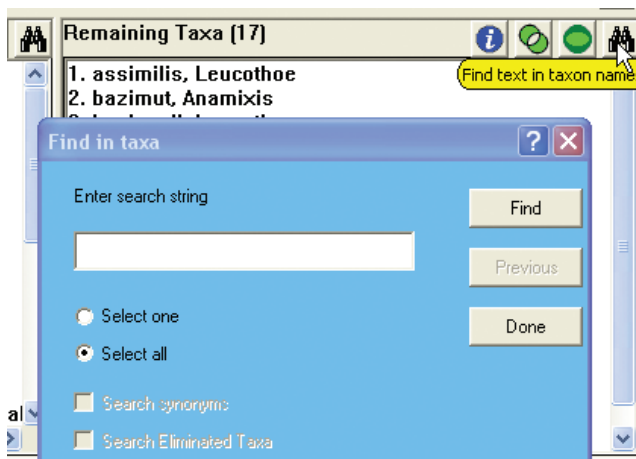 Remaining Taxa (17)
Find text in taxon name
1. assimilis, Leucothoe
2. bazimut, Anamixis
Find in taxa
Enter search string
Find
Previous
Select one
Done
Select all
Search synonyms
Search Eliminated Taxa
al